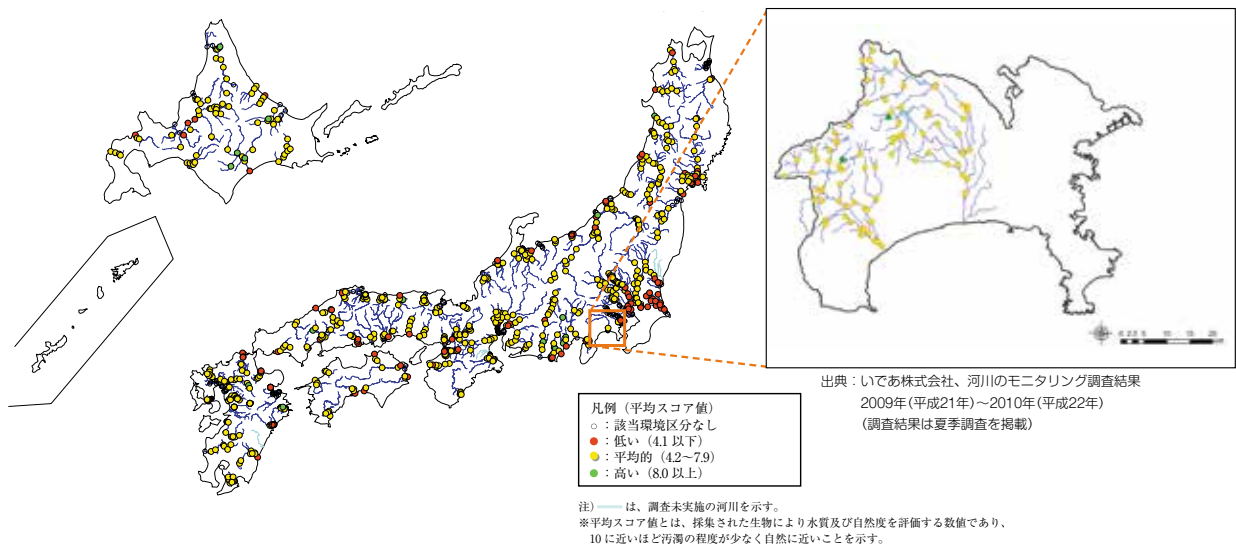 出典：いであ株式会社、河川のモニタリング調査結果
2009年(平成21年)～2010年(平成22年)
(調査結果は夏季調査を掲載)
凡例（平均スコア値）
○：該当環境区分なし
●：低い（4.1 以下）
●：平均的（4.2～7.9）
●：高い（8.0 以上）
注） は、調査未実施の河川を示す。
※平均スコア値とは、採集された生物により水質及び自然度を評価する数値であり、
10 に近いほど汚濁の程度が少なく自然に近いことを示す。